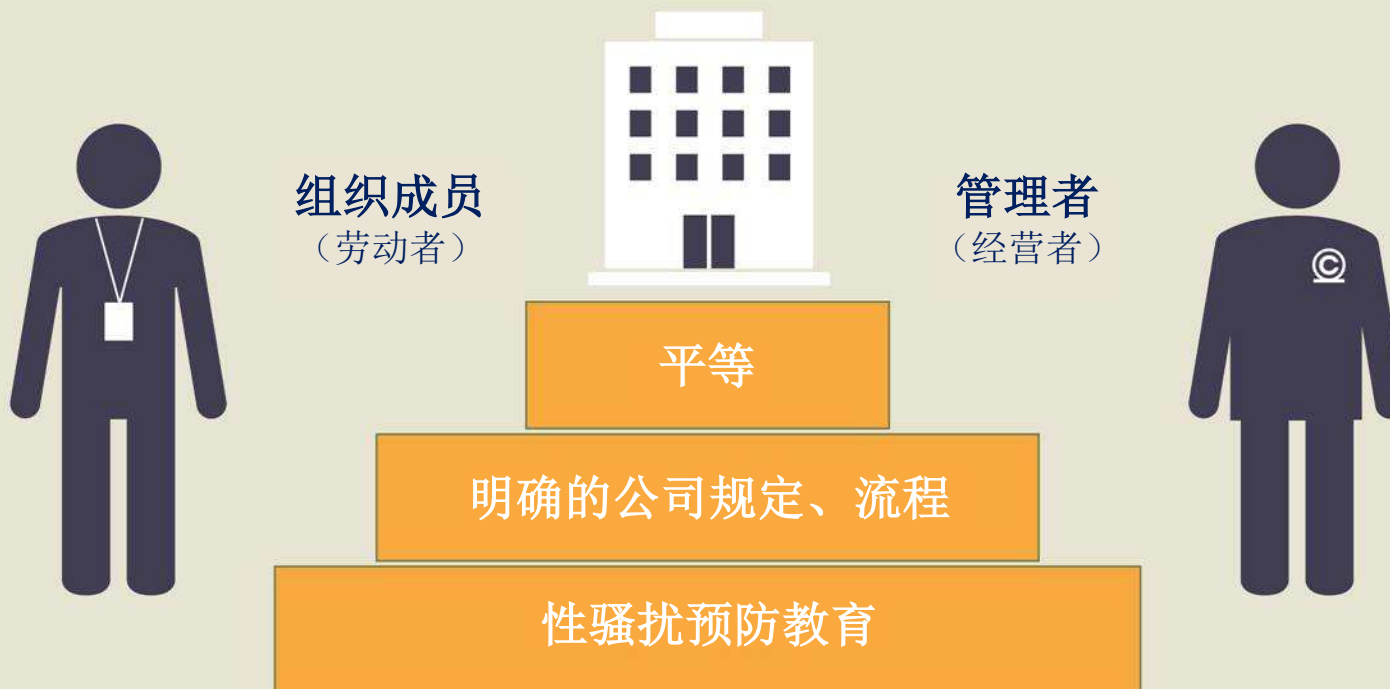 组织成员
（劳动者）
管理者
（经营者）
©
平等
明确的公司规定、流程
性骚扰预防教育